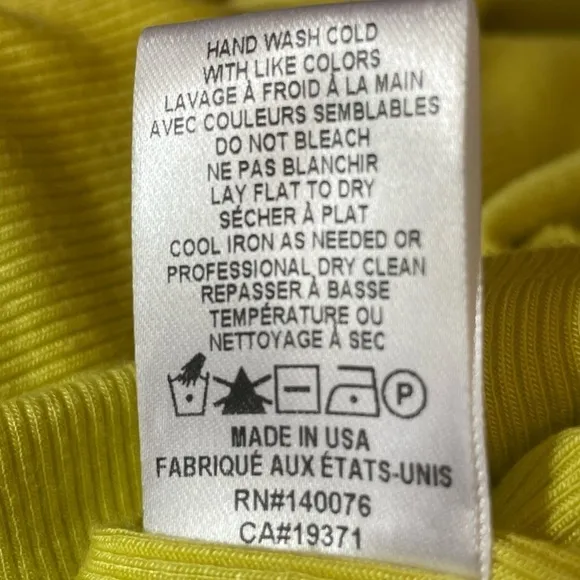 HAND WASH COLD
WITH LIKE COLORS
LAVAGE À FROID À LA MAIN
AVEC COULEURS SEMBLABLES
DO NOT BLEACH
NE PAS BLANCHIR
LAY FLAT TO DRY
SÉCHER À PLAT
COOL IRON AS NEEDED OR
PROFESSIONAL DRY CLEAN
REPASSER À BASSE
TEMPÉRATURE OU
NETTOYAGE À SEC
P
MADE IN USA
FABRIQUÉ AUX ÉTATS-UNIS
RN#140076
CA#19371